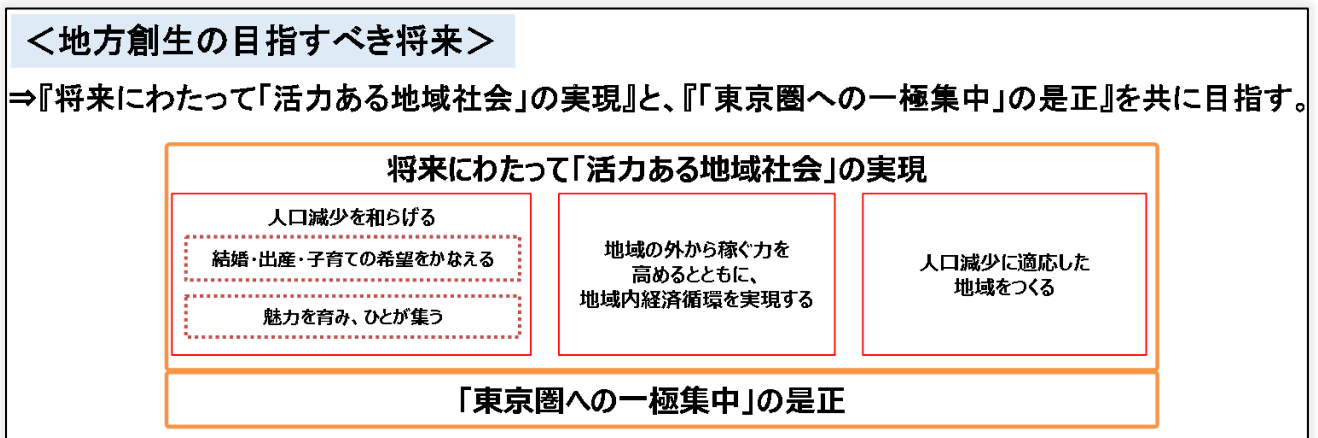 ＜地方創生の目指すべき将来＞
⇒『将来にわたって「活力ある地域社会」の実現』と、『「東京圏への一極集中」の是正』を共に目指す。
将来にわたって「活力ある地域社会」の実現
人口減少を和らげる
結婚・出産・子育ての希望をかなえる
魅力を育み、ひとが集う
地域の外から稼ぐ力を
高めるとともに、
地域内経済循環を実現する
人口減少に適応した
地域をつくる
「東京圏への一極集中」の是正